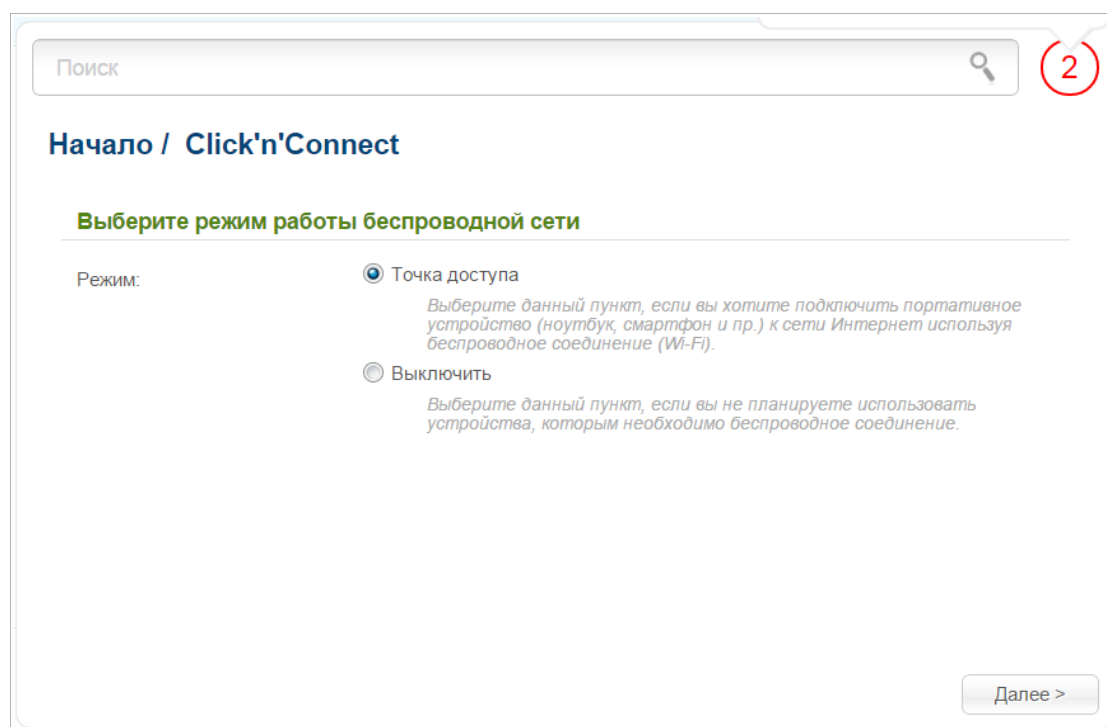 Поиск
2
Начало / Click'n'Connect
Выберите режим работы беспроводной сети
Режим:
Точка доступа
Выберите данный пункт, если вы хотите подключить портативное
устройство (ноутбук, смартфон и пр.) к сети Интернет используя
беспроводное соединение (Wi-Fi).
Выключить
Выберите данный пункт, если вы не планируете использовать
устройства, которым необходимо беспроводное соединение.
Далее >